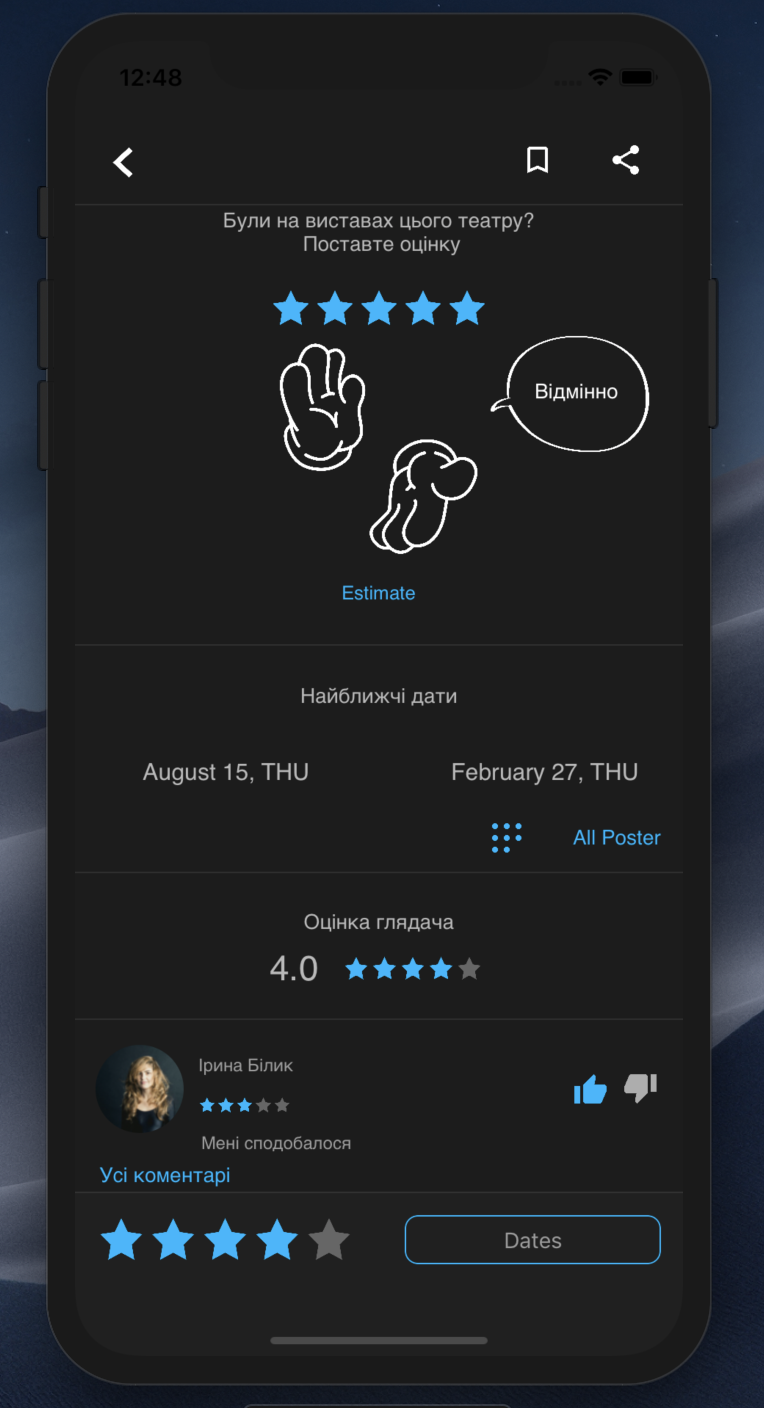 12:48
Були на виставах цього театру?
Поставте оцінку
Відмінно
Estimate
Найближчі дати
August 15, THU
February 27, THU
All Poster
Оцінка глядача
4.0
Ірина Білик
Мені сподобалося
Усі коментарі
Dates